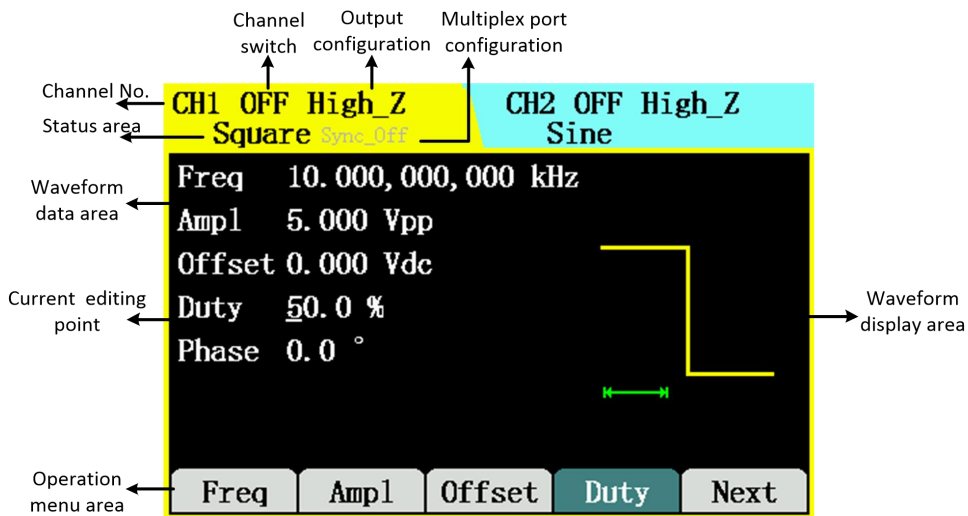 Channel switch
Output configuration
Multiplex port configuration
Channel No.
CH1 OFF High_Z
CH2 OFF High_Z
Status area
Square Sync_Off
Sine
Waveform data area
Freq 10.000,000,000 kHz
Ampl 5.000 Vpp
Offset 0.000 Vdc
Current editing point
Duty 50.0 %
Phase 0.0 °
Waveform display area
Operation menu area
Freq
Ampl
Offset
Duty
Next